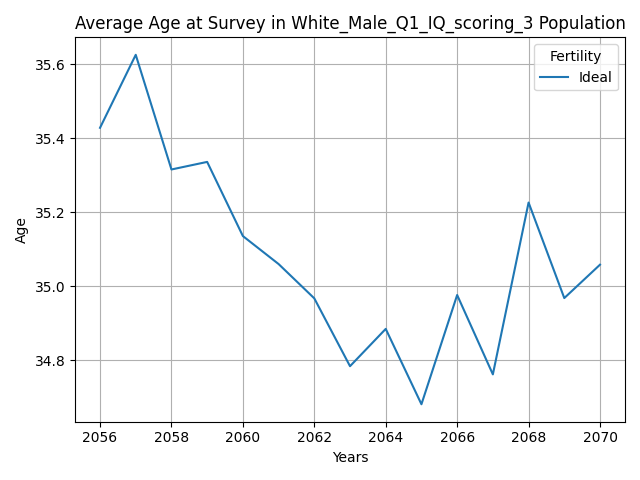 Average Age at Survey in White_Male_Q1_IQ_scoring_3 Population
Fertility
Ideal
35.6
35.4
35.2
35.0
34.8
Age
2056
2058
2060
2062
2064
2066
2068
2070
Years